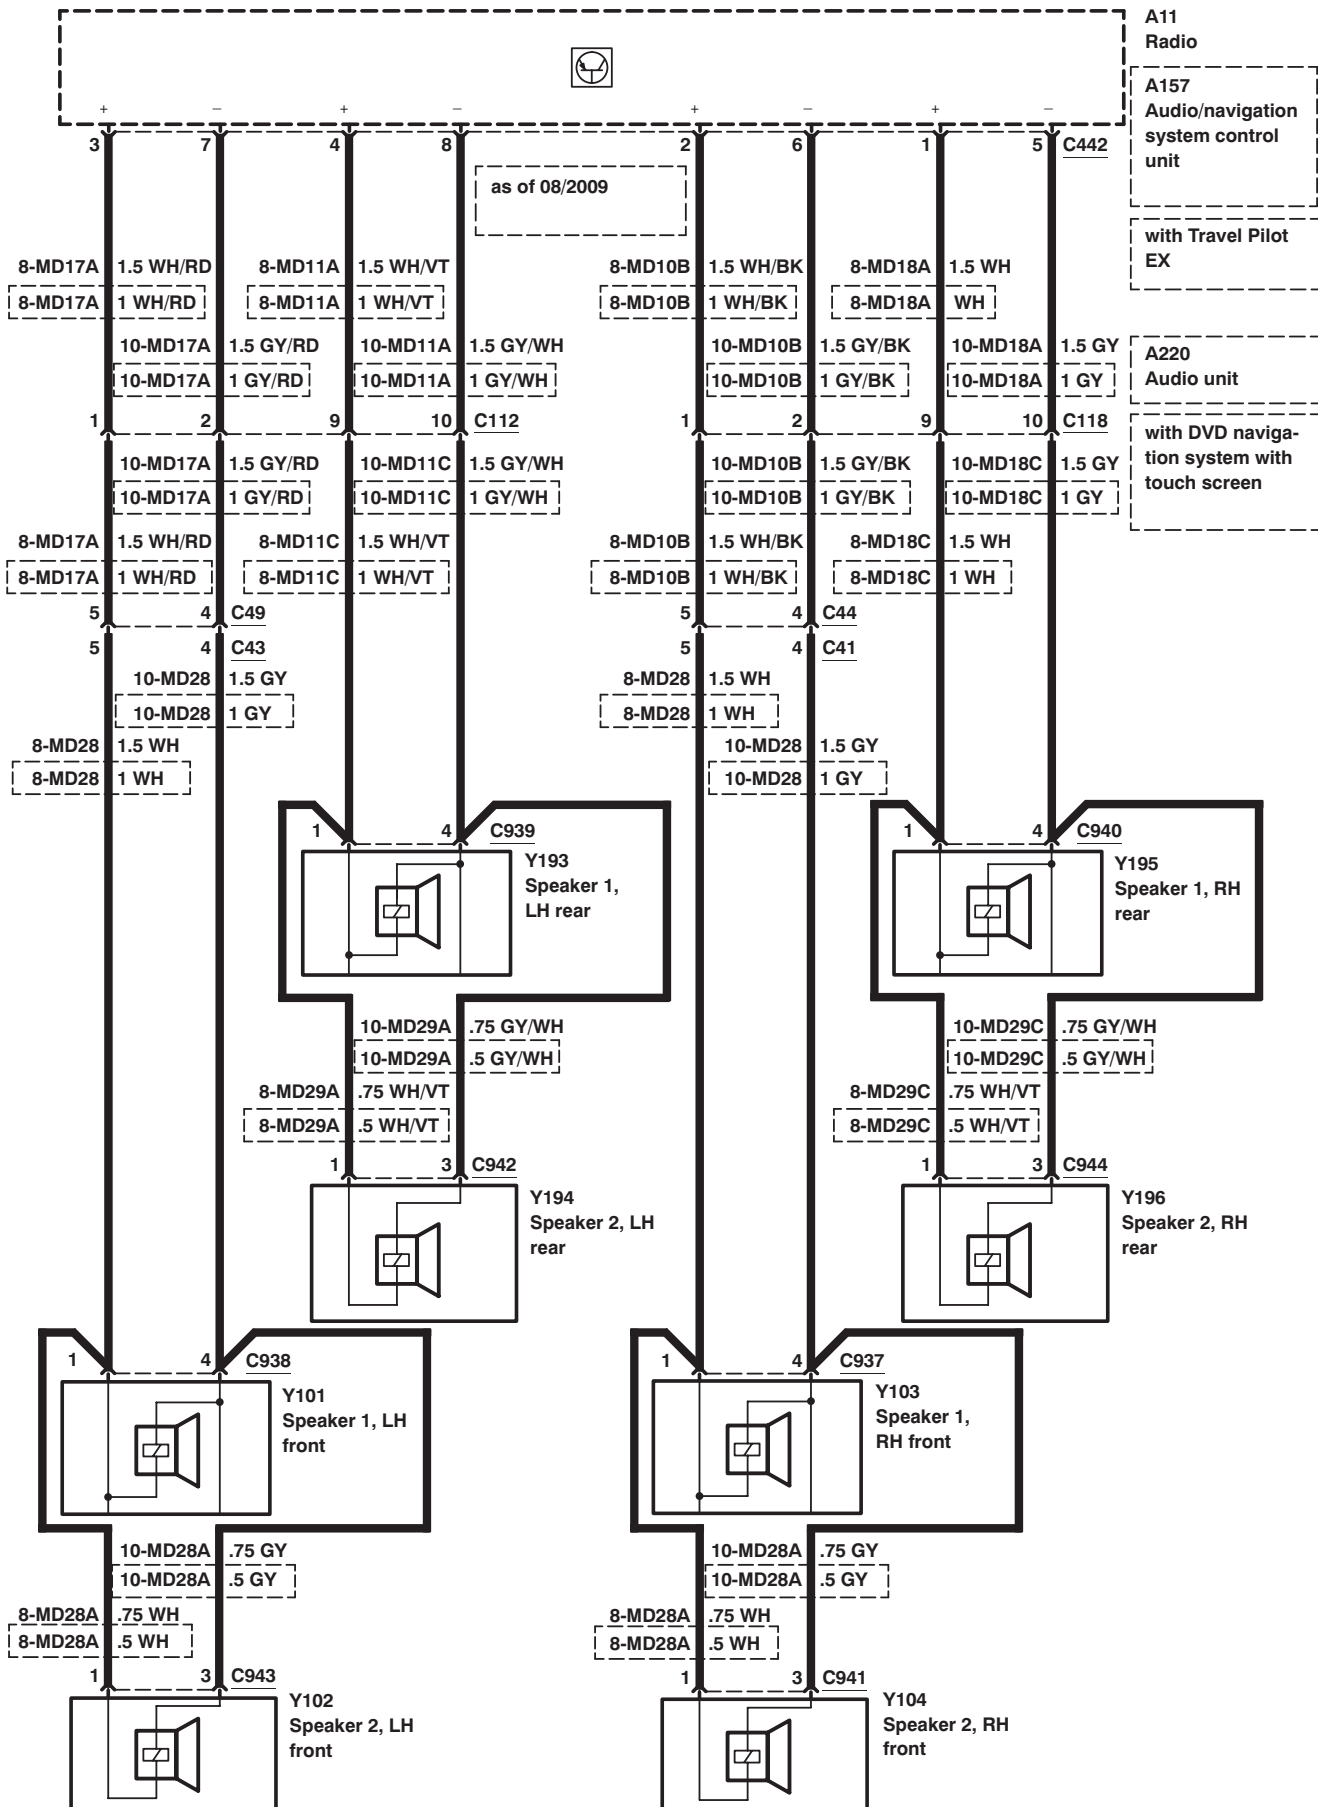 A11
Radio
A157
Audio/navigation
system control
unit
+ – + – + – + –
3 7 4 8 2 6 1 5 C442
as of 08/2009
with Travel Pilot
EX
8-MD17A 1.5 WH/RD 8-MD11A 1.5 WH/VT 8-MD10B 1.5 WH/BK 8-MD18A 1.5 WH
8-MD17A 1 WH/RD 8-MD11A 1 WH/VT 8-MD10B 1 WH/BK 8-MD18A WH
10-MD17A 1.5 GY/RD 10-MD11A 1.5 GY/WH 10-MD10B 1.5 GY/BK 10-MD18A 1.5 GY
10-MD17A 1 GY/RD 10-MD11A 1 GY/WH 10-MD10B 1 GY/BK 10-MD18A 1 GY
A220
Audio unit
1 2 9 10 C112 1 2 9 10 C118
with DVD naviga-
tion system with
touch screen
10-MD17A 1.5 GY/RD 10-MD11C 1.5 GY/WH 10-MD10B 1.5 GY/BK 10-MD18C 1.5 GY
10-MD17A 1 GY/RD 10-MD11C 1 GY/WH 10-MD10B 1 GY/BK 10-MD18C 1 GY
8-MD17A 1.5 WH/RD 8-MD11C 1.5 WH/VT 8-MD10B 1.5 WH/BK 8-MD18C 1.5 WH
8-MD17A 1 WH/RD 8-MD11C 1 WH/VT 8-MD10B 1 WH/BK 8-MD18C 1 WH
5 4 C49 5 4 C44
5 4 C43 5 4 C41
10-MD28 1.5 GY 8-MD28 1.5 WH
10-MD28 1 GY 8-MD28 1 WH
8-MD28 1.5 WH 10-MD28 1.5 GY
8-MD28 1 WH 10-MD28 1 GY
1 4 C939 1 4 C940
Y193
Speaker 1,
LH rear
Y195
Speaker 1, RH
rear
10-MD29A .75 GY/WH 10-MD29C .75 GY/WH
10-MD29A .5 GY/WH 10-MD29C .5 GY/WH
8-MD29A .75 WH/VT 8-MD29C .75 WH/VT
8-MD29A .5 WH/VT 8-MD29C .5 WH/VT
1 3 C942 1 3 C944
Y194
Speaker 2, LH
rear
Y196
Speaker 2, RH
rear
1 4 C938 1 4 C937
Y101
Speaker 1, LH
front
Y103
Speaker 1,
RH front
10-MD28A .75 GY 10-MD28A .75 GY
10-MD28A .5 GY 10-MD28A .5 GY
8-MD28A .75 WH 8-MD28A .75 WH
8-MD28A .5 WH 8-MD28A .5 WH
1 3 C943 1 3 C941
Y102
Speaker 2, LH
front
Y104
Speaker 2, RH
front